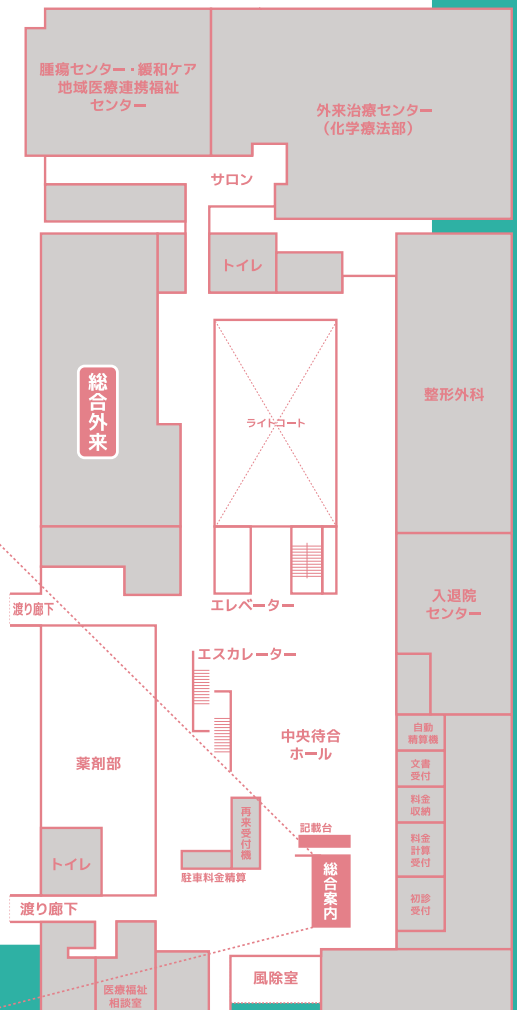 腫瘍センター・緩和ケア
地域医療連携福祉
センター
外来治療センター
（化学療法部）
サロン
トイレ
総合外来
ライトコート
整形外科
エレベーター
入退院
センター
渡り廊下
エスカレーター
中央待合
ホール
自動
精算機
薬剤部
文書
受付
料金
収納
再来受付機
記載台
料金
計算
受付
トイレ
駐車料金精算
総合案内
初診
受付
渡り廊下
風除室
医療福祉
相談室